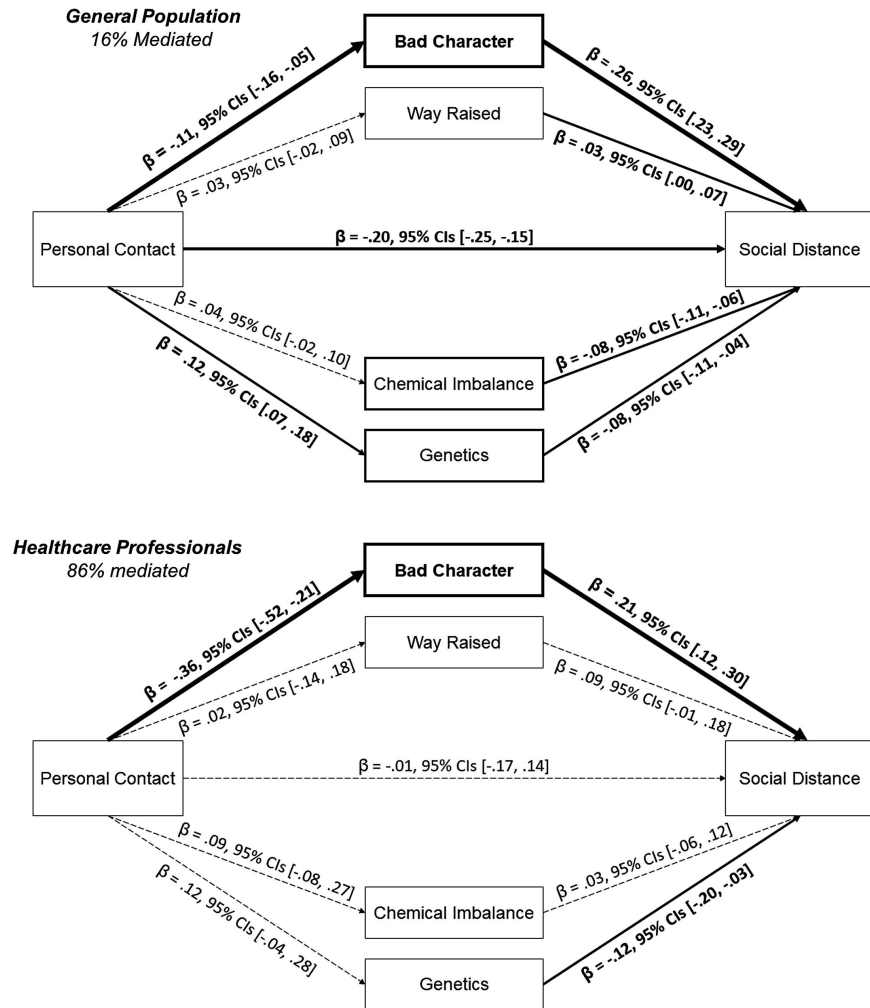 General Population
16% Mediated
Bad Character
β = -.11, 95% CIs [-.16, -.05]
β = .26, 95% CIs [.23, .29]
Way Raised
β = .03, 95% CIs [-.02, .09]
β = .03, 95% CIs [.00, .07]
Personal Contact
β = -.20, 95% CIs [-.25, -.15]
Social Distance
β = .04, 95% CIs [-.02, .10]
β = -.08, 95% CIs [-.11, -.06]
Chemical Imbalance
β = .12, 95% CIs [.07, .18]
β = -.08, 95% CIs [-.11, -.04]
Genetics
Healthcare Professionals
86% mediated
Bad Character
β = -.36, 95% CIs [-.52, -.21]
β = .21, 95% CIs [.12, .30]
Way Raised
β = .02, 95% CIs [-.14, .18]
β = .09, 95% CIs [-.01, .18]
Personal Contact
β = -.01, 95% CIs [-.17, .14]
Social Distance
β = .09, 95% CIs [-.08, .27]
β = .03, 95% CIs [-.06, .12]
Chemical Imbalance
β = .12, 95% CIs [-.04, .28]
β = -.12, 95% CIs [-.20, -.03]
Genetics